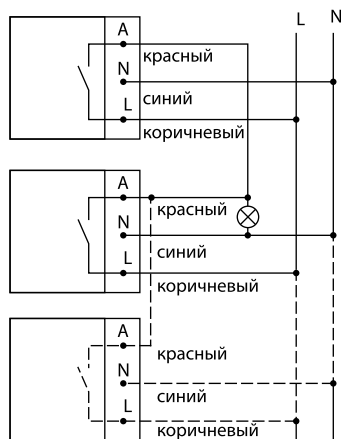 L N
A
красный
N
синий
L
коричневый
A
красный
N
синий
L
коричневый
A
красный
N
синий
L
коричневый